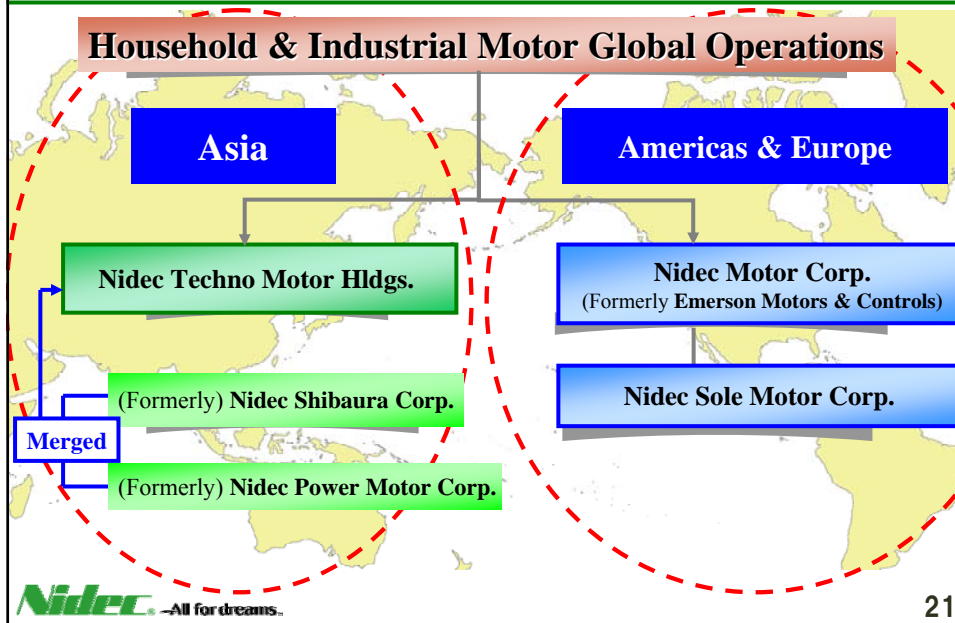 Household & Industrial Motor Global Operations
Asia
Americas & Europe
Nidec Techno Motor Hldgs.
Nidec Motor Corp.
(Formerly Emerson Motors & Controls)
Nidec Sole Motor Corp.
(Formerly) Nidec Shibaura Corp.
Merged
(Formerly) Nidec Power Motor Corp.
Nidec -All for dreams
21